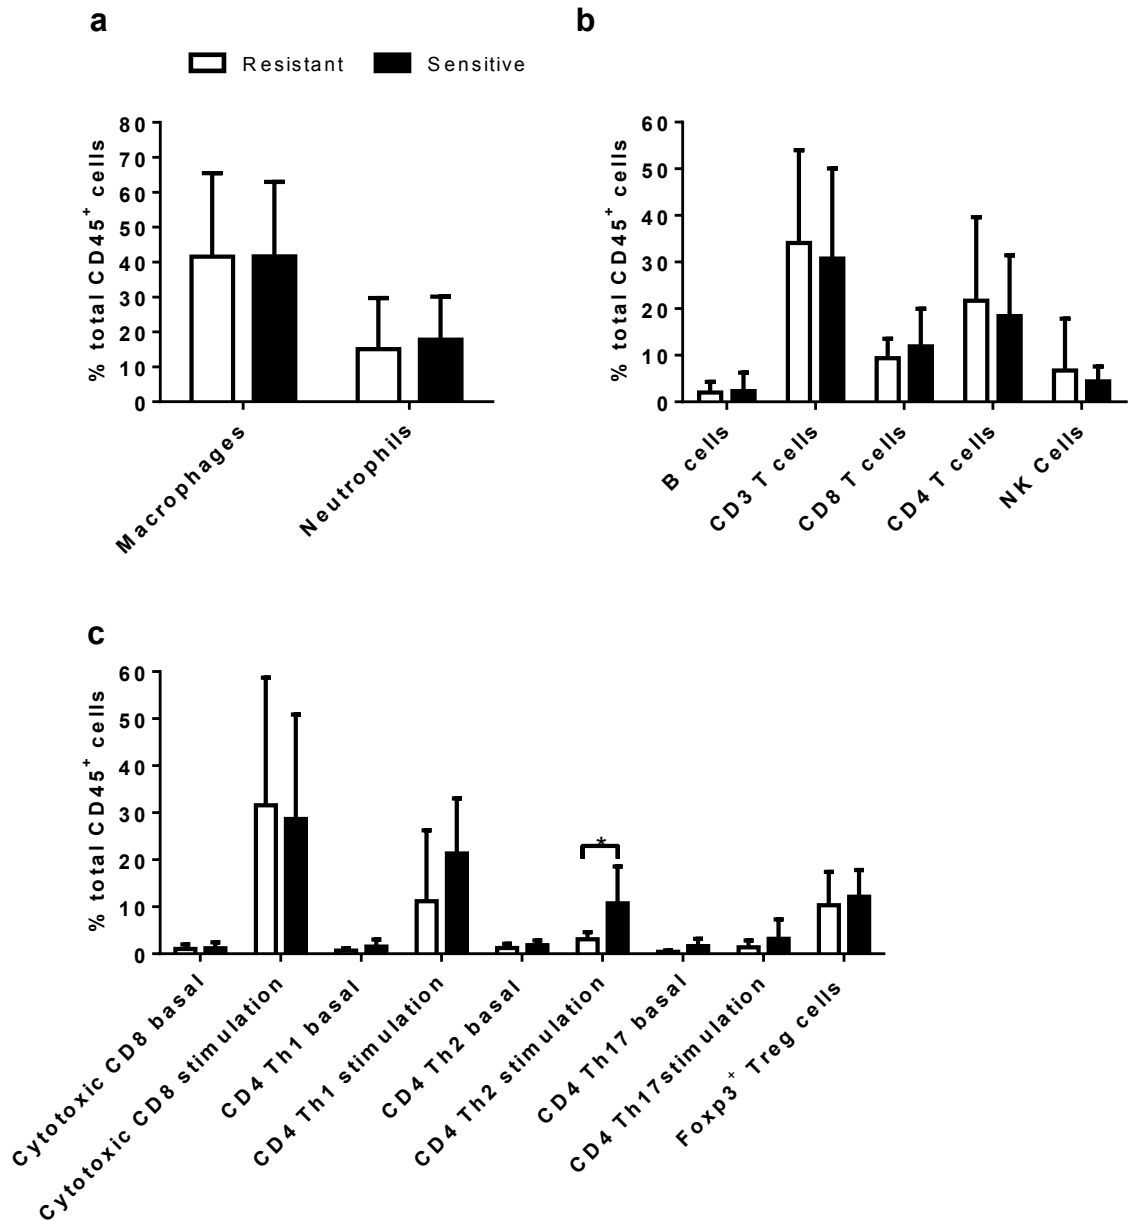 a
b
Resistant Sensitive
% total CD45+ cells
80
70
60
50
40
30
20
10
0
Macrophages
Neutrophils
% total CD45+ cells
60
50
40
30
20
10
0
B cells
CD3 T cells
CD8 T cells
CD4 T cells
NK Cells
c
% total CD45+ cells
60
50
40
30
20
10
0
*
Cytotoxic CD8 basal
Cytotoxic CD8 stimulation
CD4 Th1 basal
CD4 Th1 stimulation
CD4 Th2 basal
CD4 Th2 stimulation
CD4 Th17 basal
CD4 Th17stimulation
Foxp3+ Treg cells